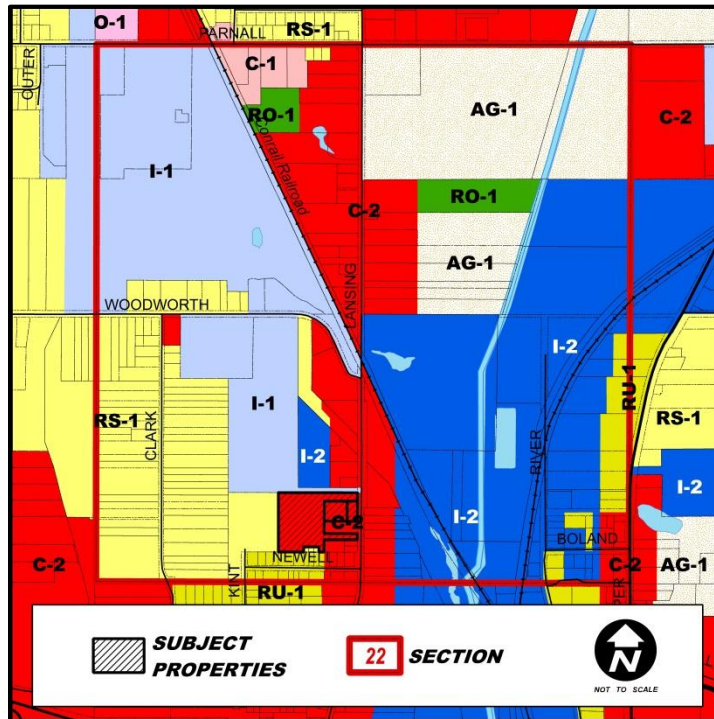 O-1
PARNALL
RS-1
OUTER
C-1
C-2
RO-1
AG-1
Conrail Railroad
I-1
C-2
RO-1
LANSING
AG-1
WOODWORTH
I-2
RU-1
RS-1
CLARK
RS-1
I-1
I-2
RIVER
I-2
C-2
I-2
BOLAND
C-2
NEWELL
C-2
AG-1
KINT
RU-1
PER
SUBJECT
PROPERTIES
22 SECTION
N
NOT TO SCALE